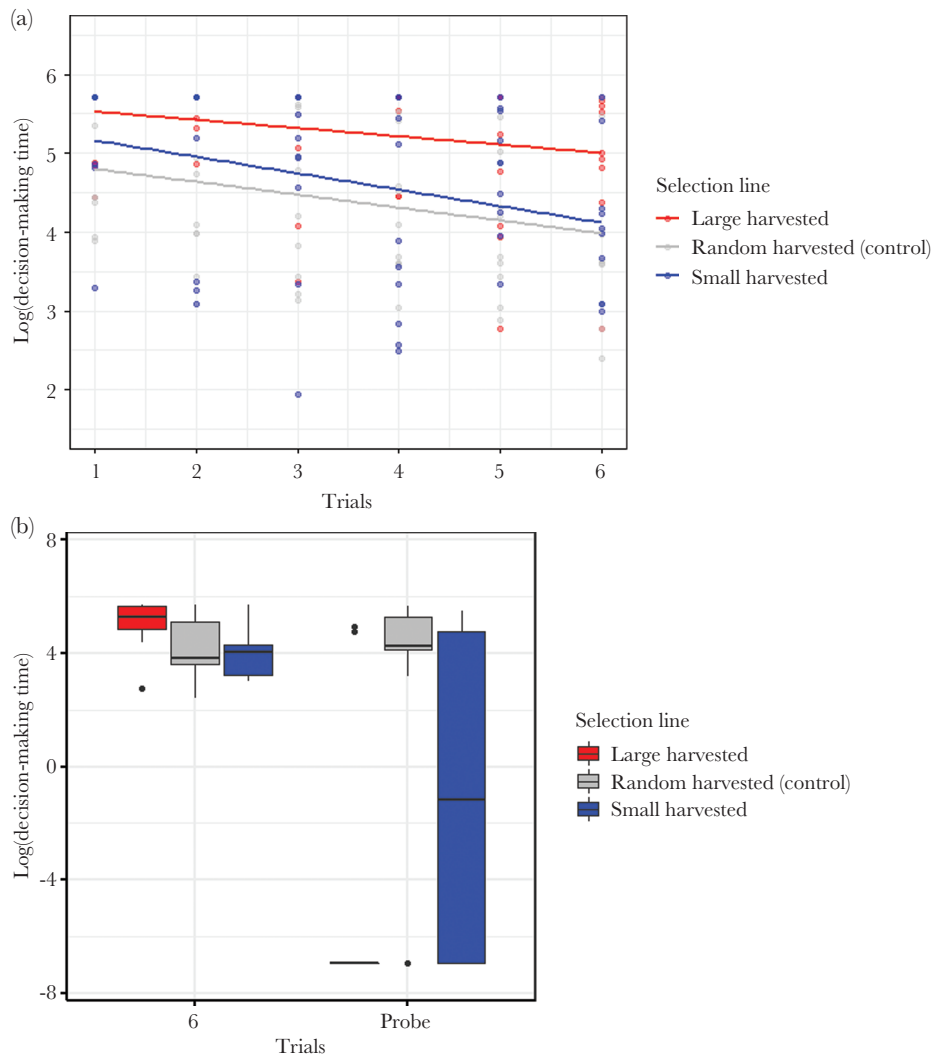 (a)
6
5
4
3
2
Log(decision-making time)
1 2 3 4 5 6
Trials
Selection line
Large harvested
Random harvested (control)
Small harvested
(b)
8
4
0
-4
-8
Log(decision-making time)
6 Probe
Trials
Selection line
Large harvested
Random harvested (control)
Small harvested